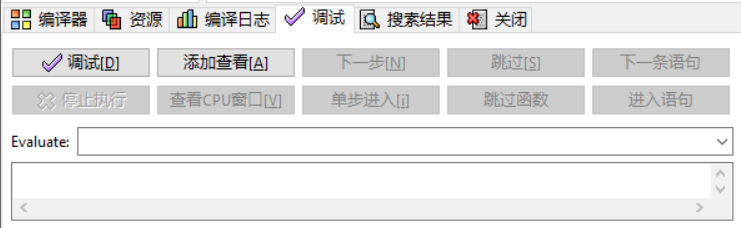 编译器 资源 编译日志 调试 搜索结果 关闭
调试[D] 添加查看[A] 下一步[N] 跳过[S] 下一条语句
停止执行 查看CPU窗口[V] 单步进入[i] 跳过函数 进入语句
Evaluate: